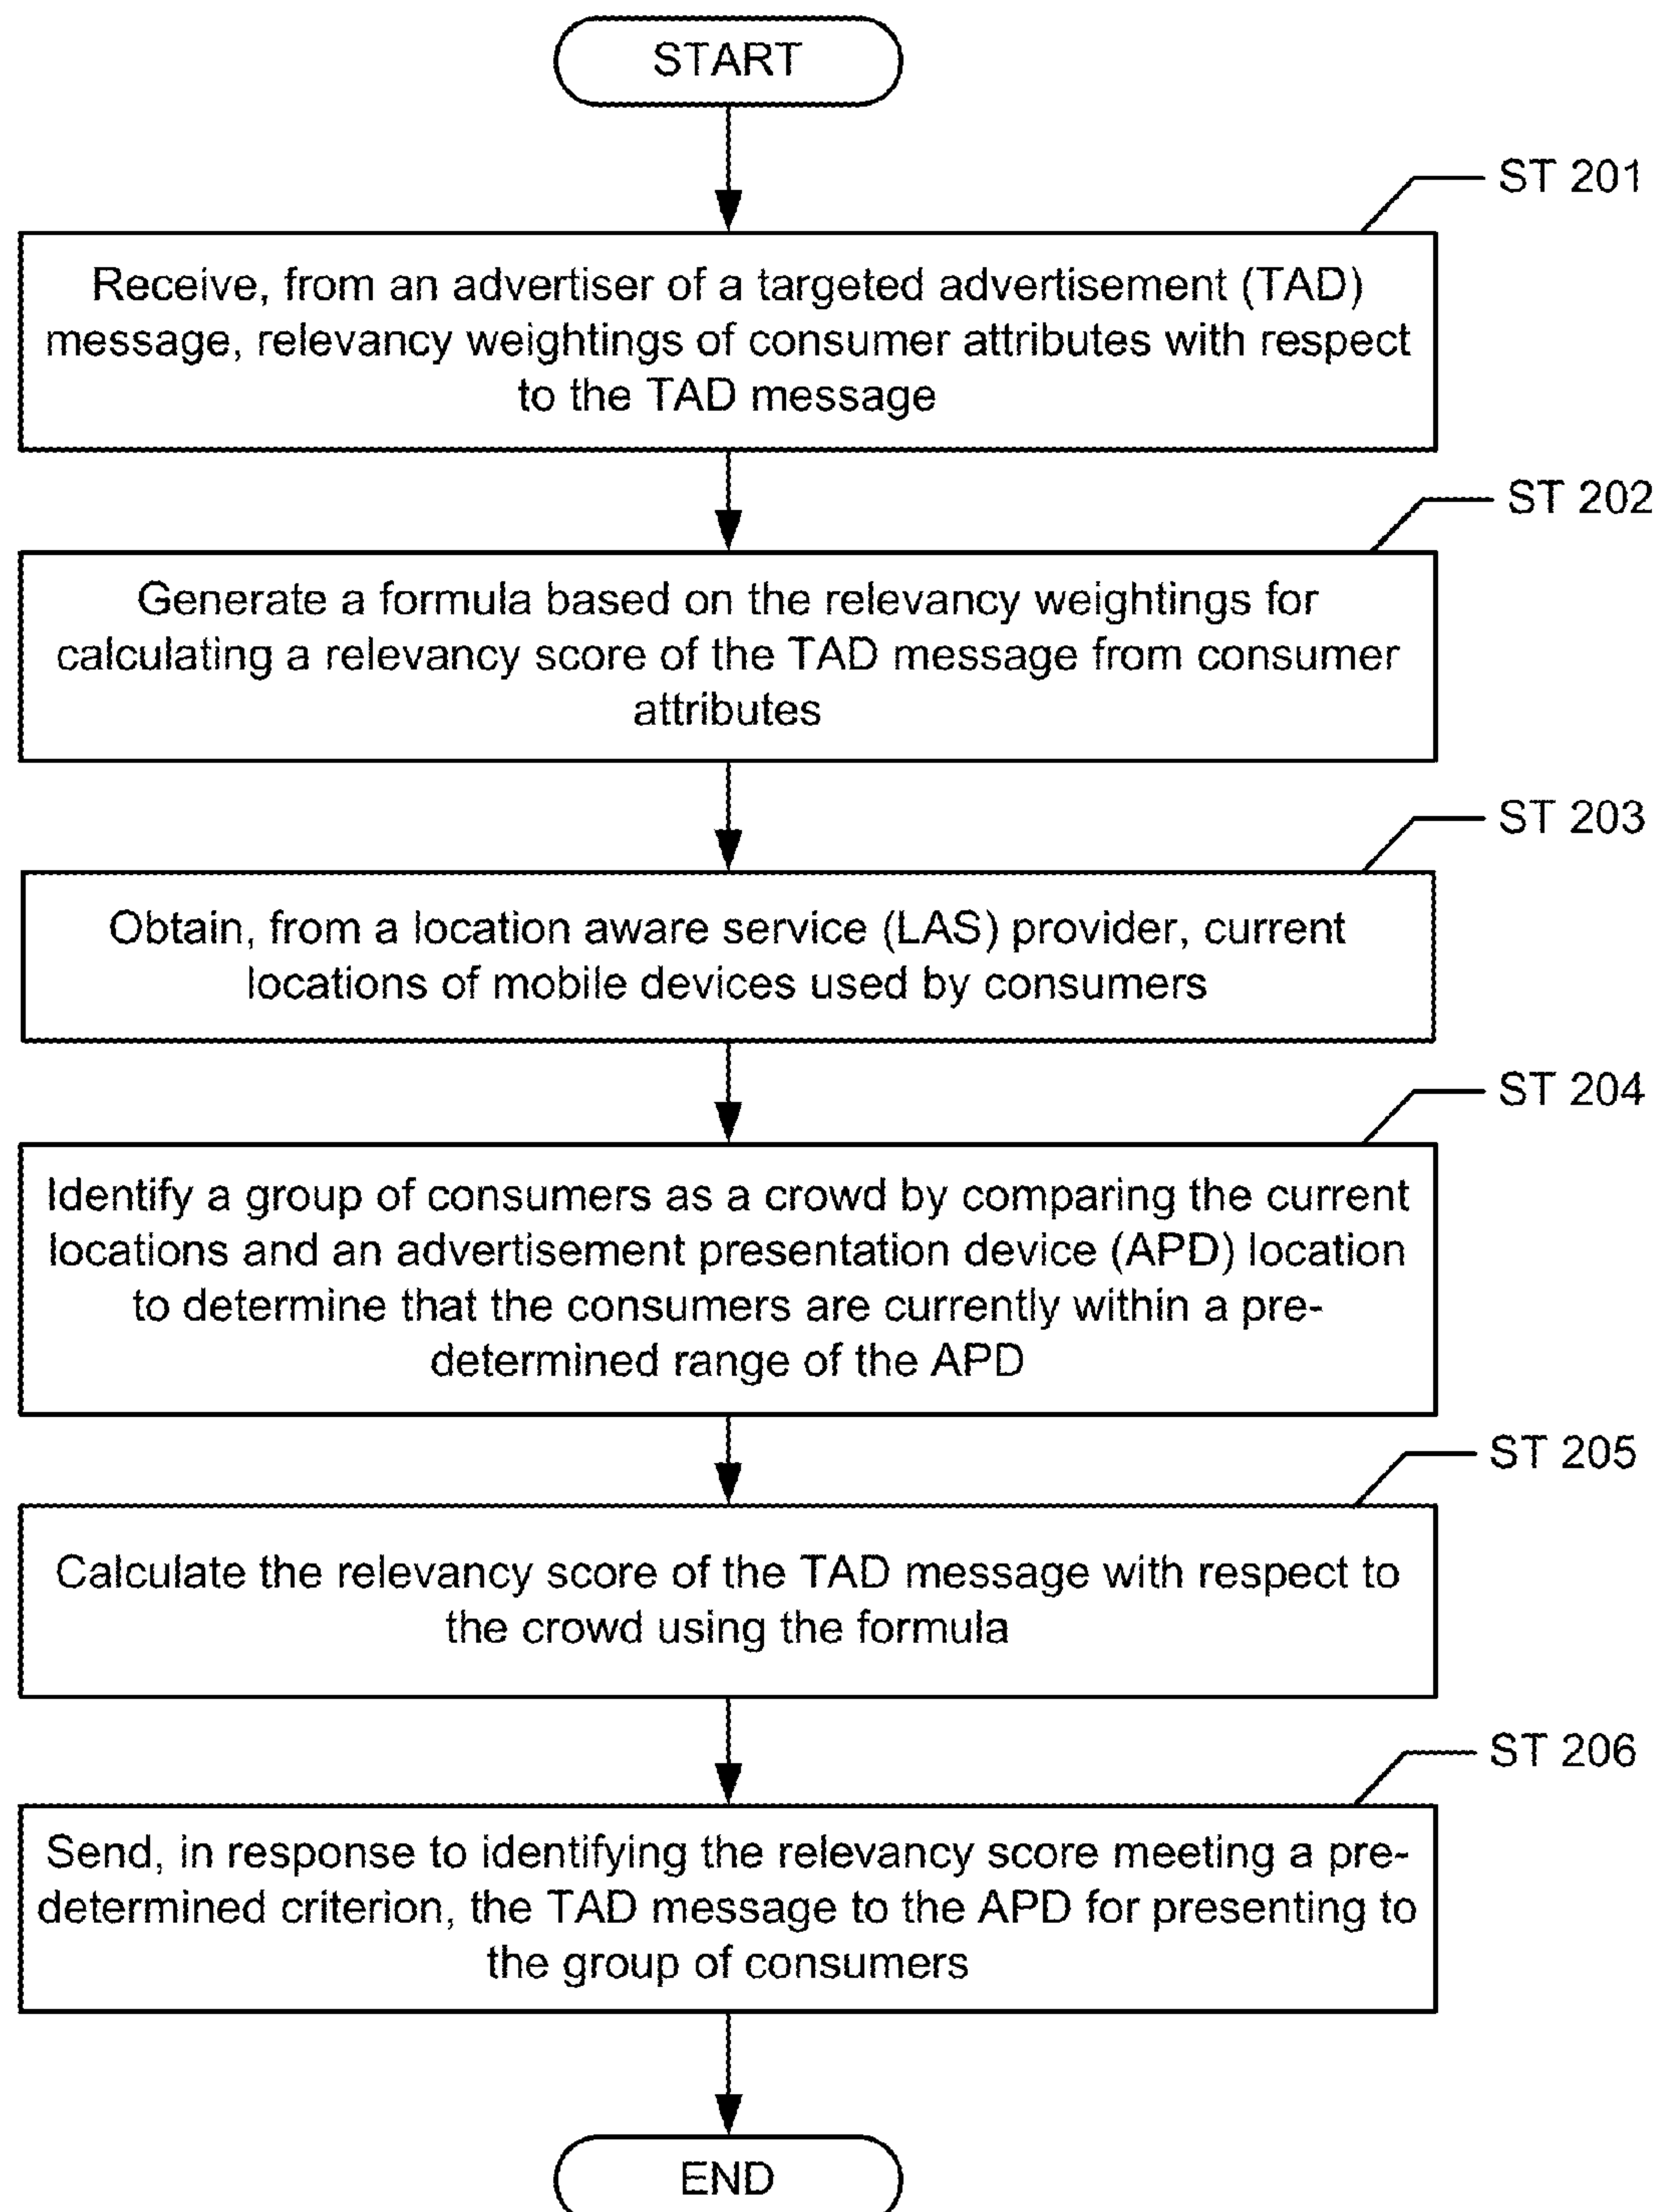 START
ST 201
Receive, from an advertiser of a targeted advertisement (TAD)
message, relevancy weightings of consumer attributes with respect
to the TAD message
ST 202
Generate a formula based on the relevancy weightings for
calculating a relevancy score of the TAD message from consumer
attributes
ST 203
Obtain, from a location aware service (LAS) provider, current
locations of mobile devices used by consumers
ST 204
Identify a group of consumers as a crowd by comparing the current
locations and an advertisement presentation device (APD) location
to determine that the consumers are currently within a pre-
determined range of the APD
ST 205
Calculate the relevancy score of the TAD message with respect to
the crowd using the formula
ST 206
Send, in response to identifying the relevancy score meeting a pre-
determined criterion, the TAD message to the APD for presenting to
the group of consumers
END